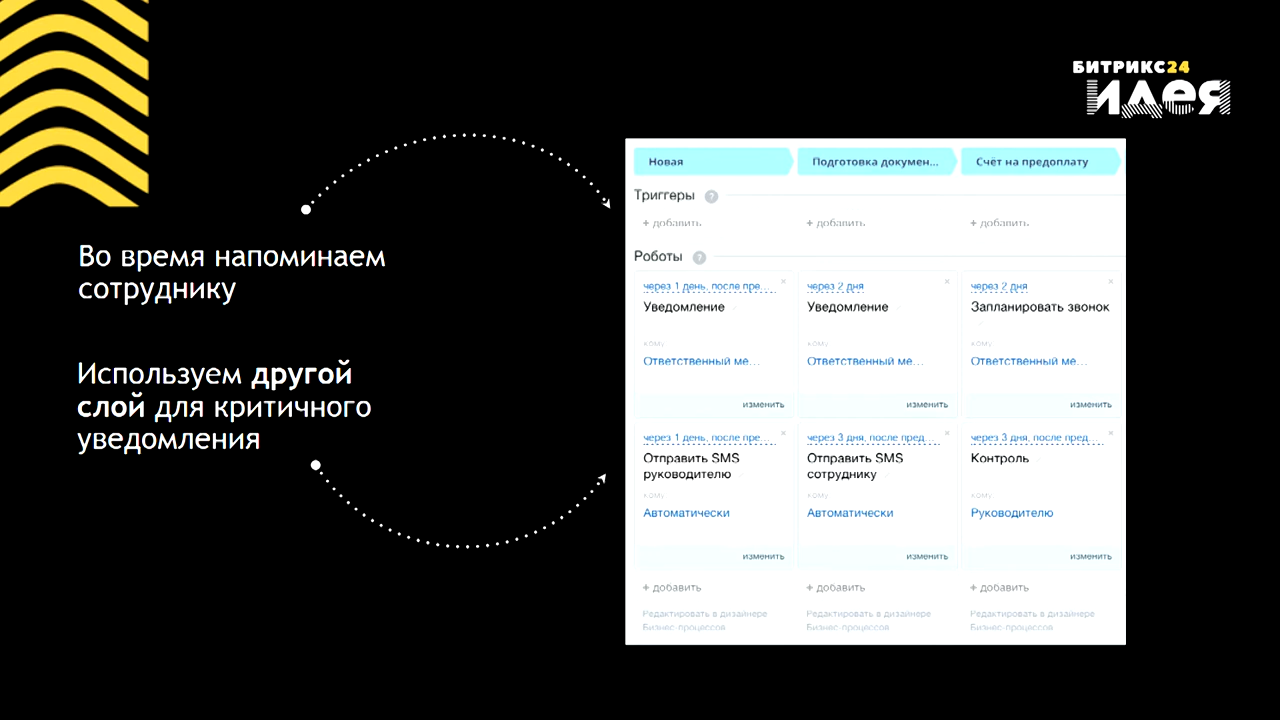 БИТРИКС24
идея
Во время напоминаем
сотруднику
Используем другой
слой для критичного
уведомления
Новая
Подготовка докумен...
Счёт на предоплату
Триггеры ?
+ добавить
+ добавить
+ добавить
Роботы ?
через 1 день, после пре...
через 2 дня
через 2 дня
Уведомление
Уведомление
Запланировать звонок
кому
кому
кому
Ответственный ме...
Ответственный ме...
Ответственный ме...
изменить
изменить
изменить
через 1 день, после пре...
через 3 дня, после пред...
через 3 дня, после пред...
Отправить SMS
руководителю
Отправить SMS
сотруднику
Контроль
кому
кому
кому
Автоматически
Автоматически
Руководителю
изменить
изменить
изменить
+ добавить
+ добавить
+ добавить
Редактировать в дизайнере
Бизнес-процессов
Редактировать в дизайнере
Бизнес-процессов
Редактировать в дизайнере
Бизнес-процессов